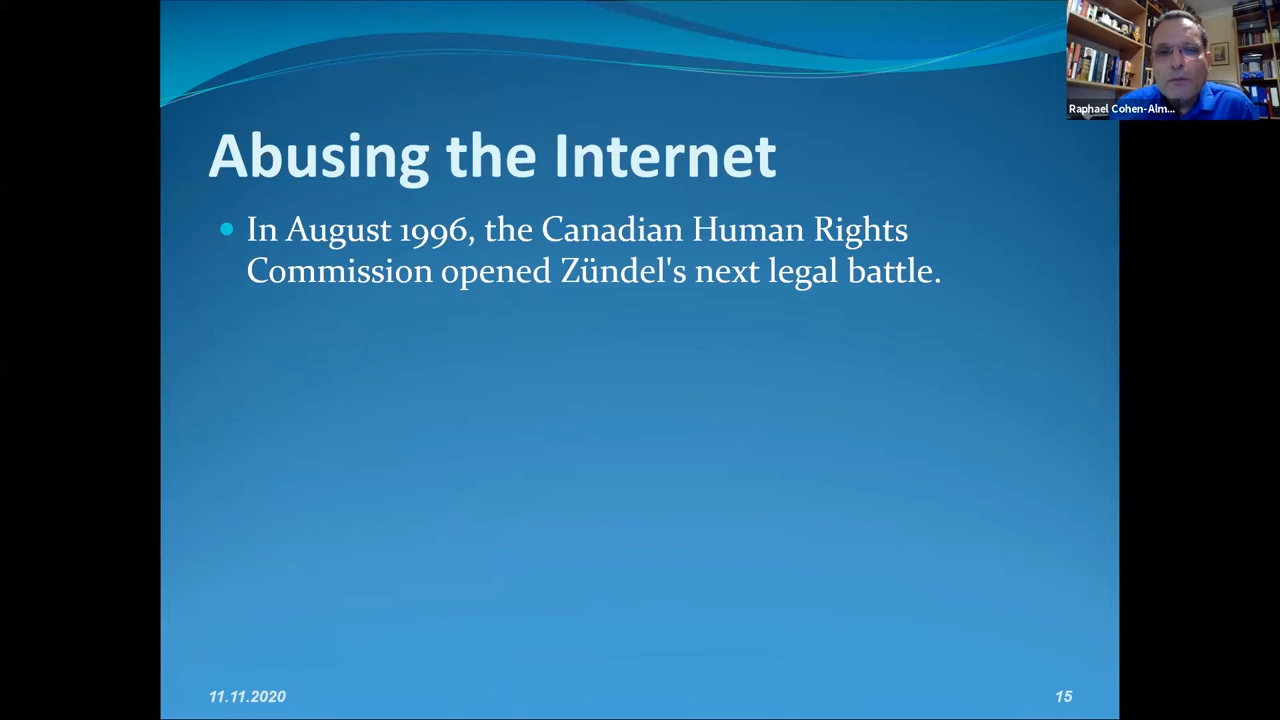 Raphael Cohen-Alm...
Abusing the Internet
In August 1996, the Canadian Human Rights
Commission opened Zündel's next legal battle.
11.11.2020
15